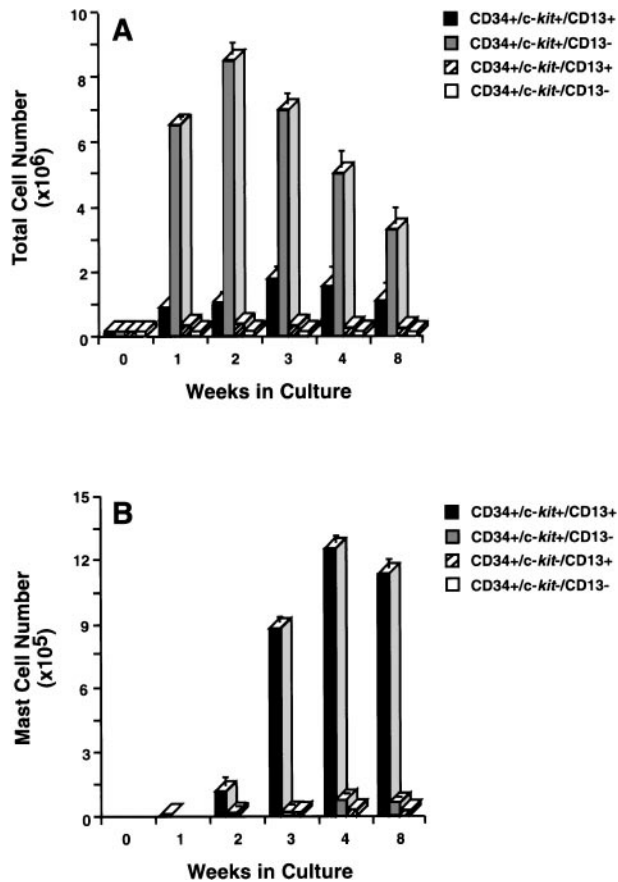 A
CD34+/c-kit+/CD13+
CD34+/c-kit+/CD13-
CD34+/c-kit-/CD13+
CD34+/c-kit-/CD13-
Total Cell Number
(x10⁶)
10
8
6
4
2
0
0 1 2 3 4 8
Weeks in Culture
B
CD34+/c-kit+/CD13+
CD34+/c-kit+/CD13-
CD34+/c-kit-/CD13+
CD34+/c-kit-/CD13-
Mast Cell Number
(x10⁵)
15
12
9
6
3
0
0 1 2 3 4 8
Weeks in Culture